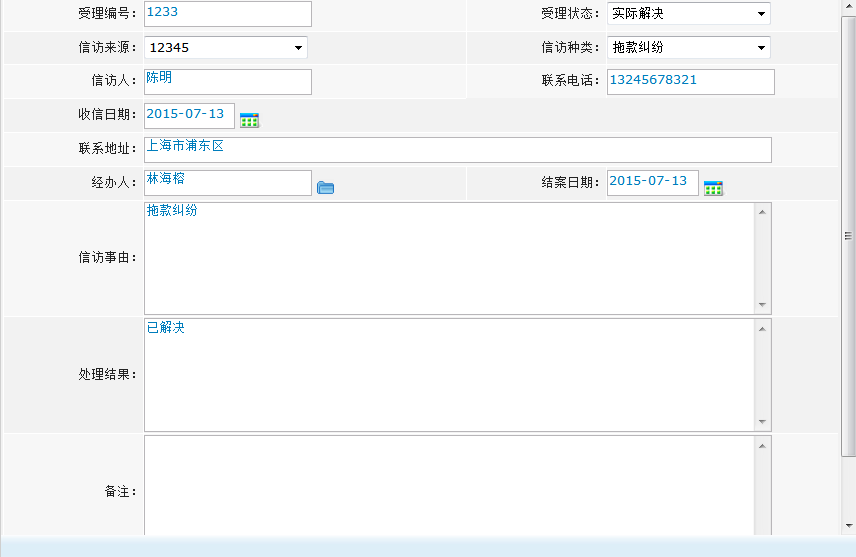 受理编号： 1233 受理状态： 实际解决
信访来源： 12345 信访种类： 拖款纠纷
信访人： 陈明 联系电话： 13245678321
收信日期： 2015-07-13
联系地址： 上海市浦东区
经办人： 林海榕 结案日期： 2015-07-13
信访事由： 拖款纠纷
处理结果： 已解决
备注：